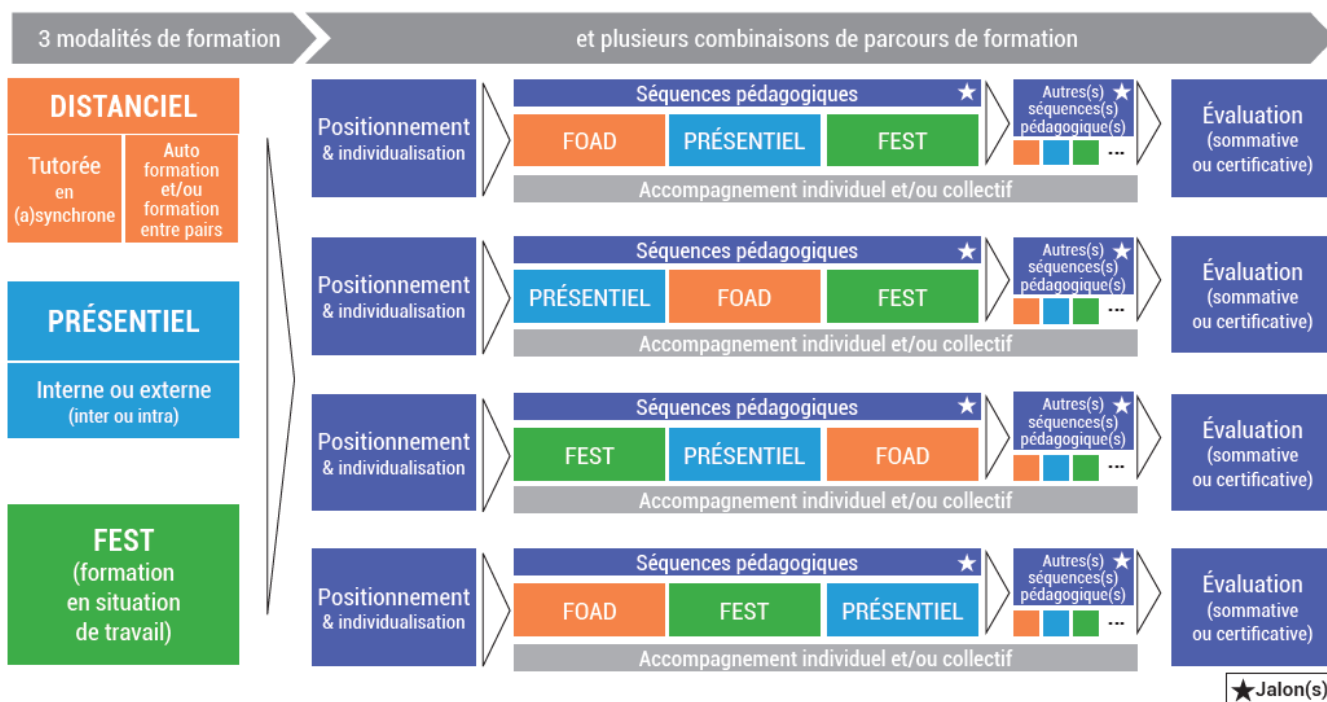 3 modalités de formation
et plusieurs combinaisons de parcours de formation
DISTANCIEL
Tutorée
en
(a)synchrone
Auto
formation
et/ou
formation
entre pairs
PRÉSENTIEL
Interne ou externe
(inter ou intra)
FEST
(formation
en situation
de travail)
Positionnement
& individualisation
Séquences pédagogiques
FOAD
PRÉSENTIEL
FEST
Accompagnement individuel et/ou collectif
Autres(s)
séquences(s)
pédagogique(s)
...
Évaluation
(sommative
ou certificative)
Positionnement
& individualisation
Séquences pédagogiques
PRÉSENTIEL
FOAD
FEST
Accompagnement individuel et/ou collectif
Autres(s)
séquences(s)
pédagogique(s)
...
Évaluation
(sommative
ou certificative)
Positionnement
& individualisation
Séquences pédagogiques
FEST
PRÉSENTIEL
FOAD
Accompagnement individuel et/ou collectif
Autres(s)
séquences(s)
pédagogique(s)
...
Évaluation
(sommative
ou certificative)
Positionnement
& individualisation
Séquences pédagogiques
FOAD
FEST
PRÉSENTIEL
Accompagnement individuel et/ou collectif
Autres(s)
séquences(s)
pédagogique(s)
...
Évaluation
(sommative
ou certificative)
★Jalon(s)